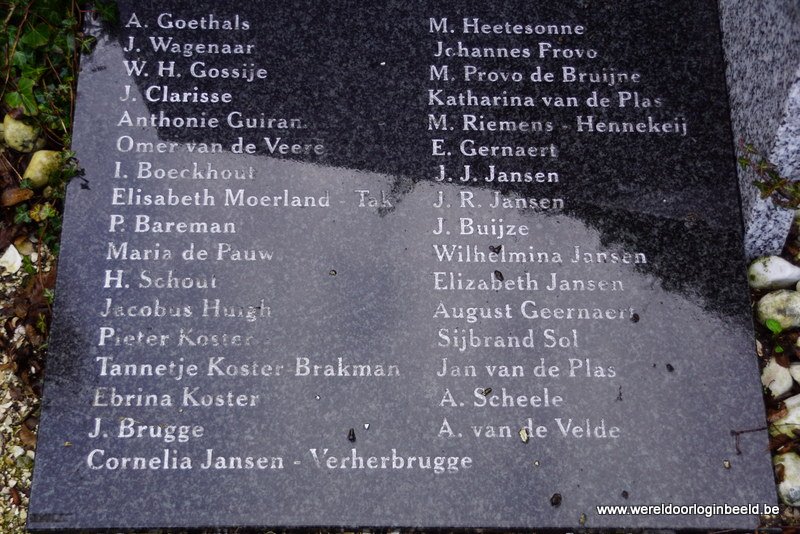 A. Goethals
J. Wagenaar
W. H. Gossije
J. Clarisse
Anthonie Guiran
Omer van de Veere
I. Boeckhout
Elisabeth Moerland - Tak
P. Bareman
Maria de Pauw
H. Schout
Jacobus Huigh
Pieter Koster
Tannetje Koster-Brakman
Ebrina Koster
J. Brugge
Cornelia Jansen - Verherbrugge
M. Heetesonne
Johannes Provo
M. Provo de Bruijne
Katharina van de Plas
M. Riemens - Hennekeij
E. Gernaert
J. J. Jansen
J. R. Jansen
J. Buijze
Wilhelmina Jansen
Elizabeth Jansen
August Geernaert
Sijbrand Sol
Jan van de Plas
A. Scheele
A. van de Velde
www.wereldoorloginbeeld.be